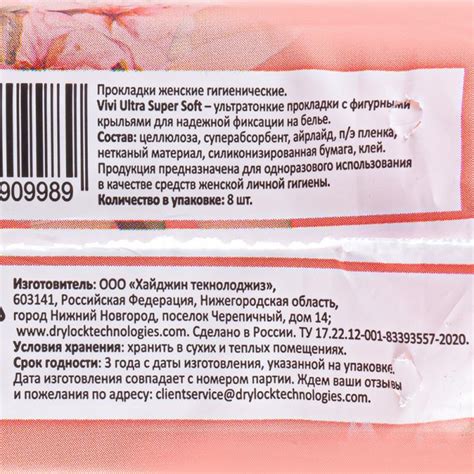 Прокладки женские гигиенические.
Vivi Ultra Super Soft – ультратонкие прокладки с фигурными
крыльями для надежной фиксации на белье.
Состав: целлюлоза, суперабсорбент, айрлайд, п/э пленка,
нетканый материал, силиконизированная бумага, клей.
Продукция предназначена для одноразового использования
в качестве средств женской личной гигиены.
Количество в упаковке: 8 шт.
909989
Изготовитель: ООО «Хайджин текнолоджиз»,
603141, Российская Федерация, Нижегородская область,
город Нижний Новгород, поселок Черепичный, дом 14;
www.drylocktechnologies.com. Сделано в России. ТУ 17.22.12-001-83393557-2020.
Условия хранения: хранить в сухих и теплых помещениях.
Срок годности: 3 года с даты изготовления, указанной на упаковке.
Дата изготовления совпадает с номером партии. Ждем ваши отзывы
и пожелания по адресу: clientservice@drylocktechnologies.com